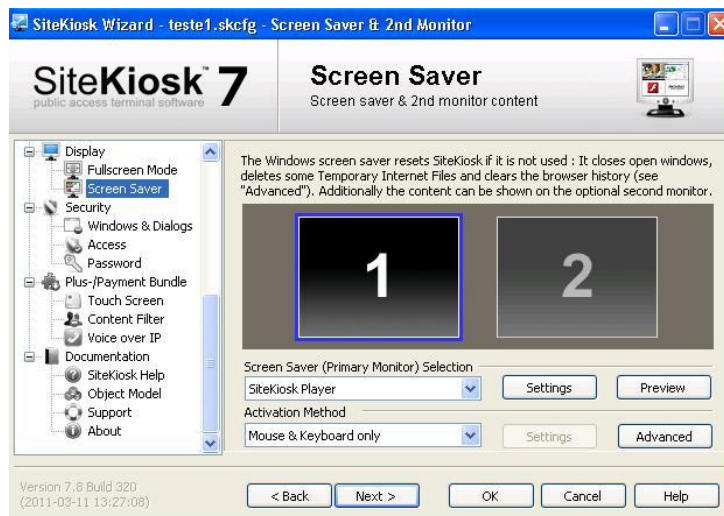 SiteKiosk Wizard - teste1.skcfg - Screen Saver & 2nd Monitor
SiteKiosk™ 7
public access terminal software
Screen Saver
Screen saver & 2nd monitor content
Display
Fullscreen Mode
Screen Saver
Security
Windows & Dialogs
Access
Password
Plus-/Payment Bundle
Touch Screen
Content Filter
Voice over IP
Documentation
SiteKiosk Help
Object Model
Support
About
The Windows screen saver resets SiteKiosk if it is not used : It closes open windows,
deletes some Temporary Internet Files and clears the browser history (see
"Advanced"). Additionally the content can be shown on the optional second monitor.
1
2
Screen Saver (Primary Monitor) Selection
SiteKiosk Player
Settings
Preview
Activation Method
Mouse & Keyboard only
Settings
Advanced
Version 7.8 Build 320
(2011-03-11 13:27:08)
< Back
Next >
OK
Cancel
Help